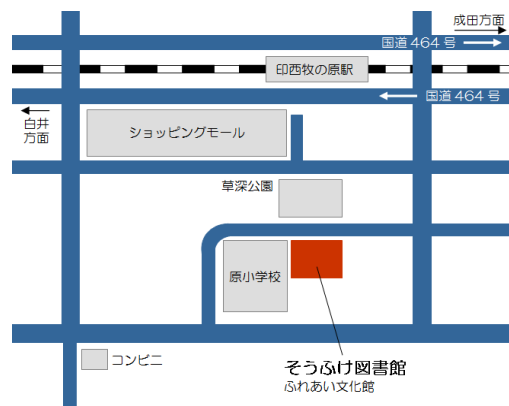 成田方面
国道464号
印西牧の原駅
国道464号
白井
方面
ショッピングモール
草深公園
原小学校
そうふけ図書館
ふれあい文化館
コンビニ